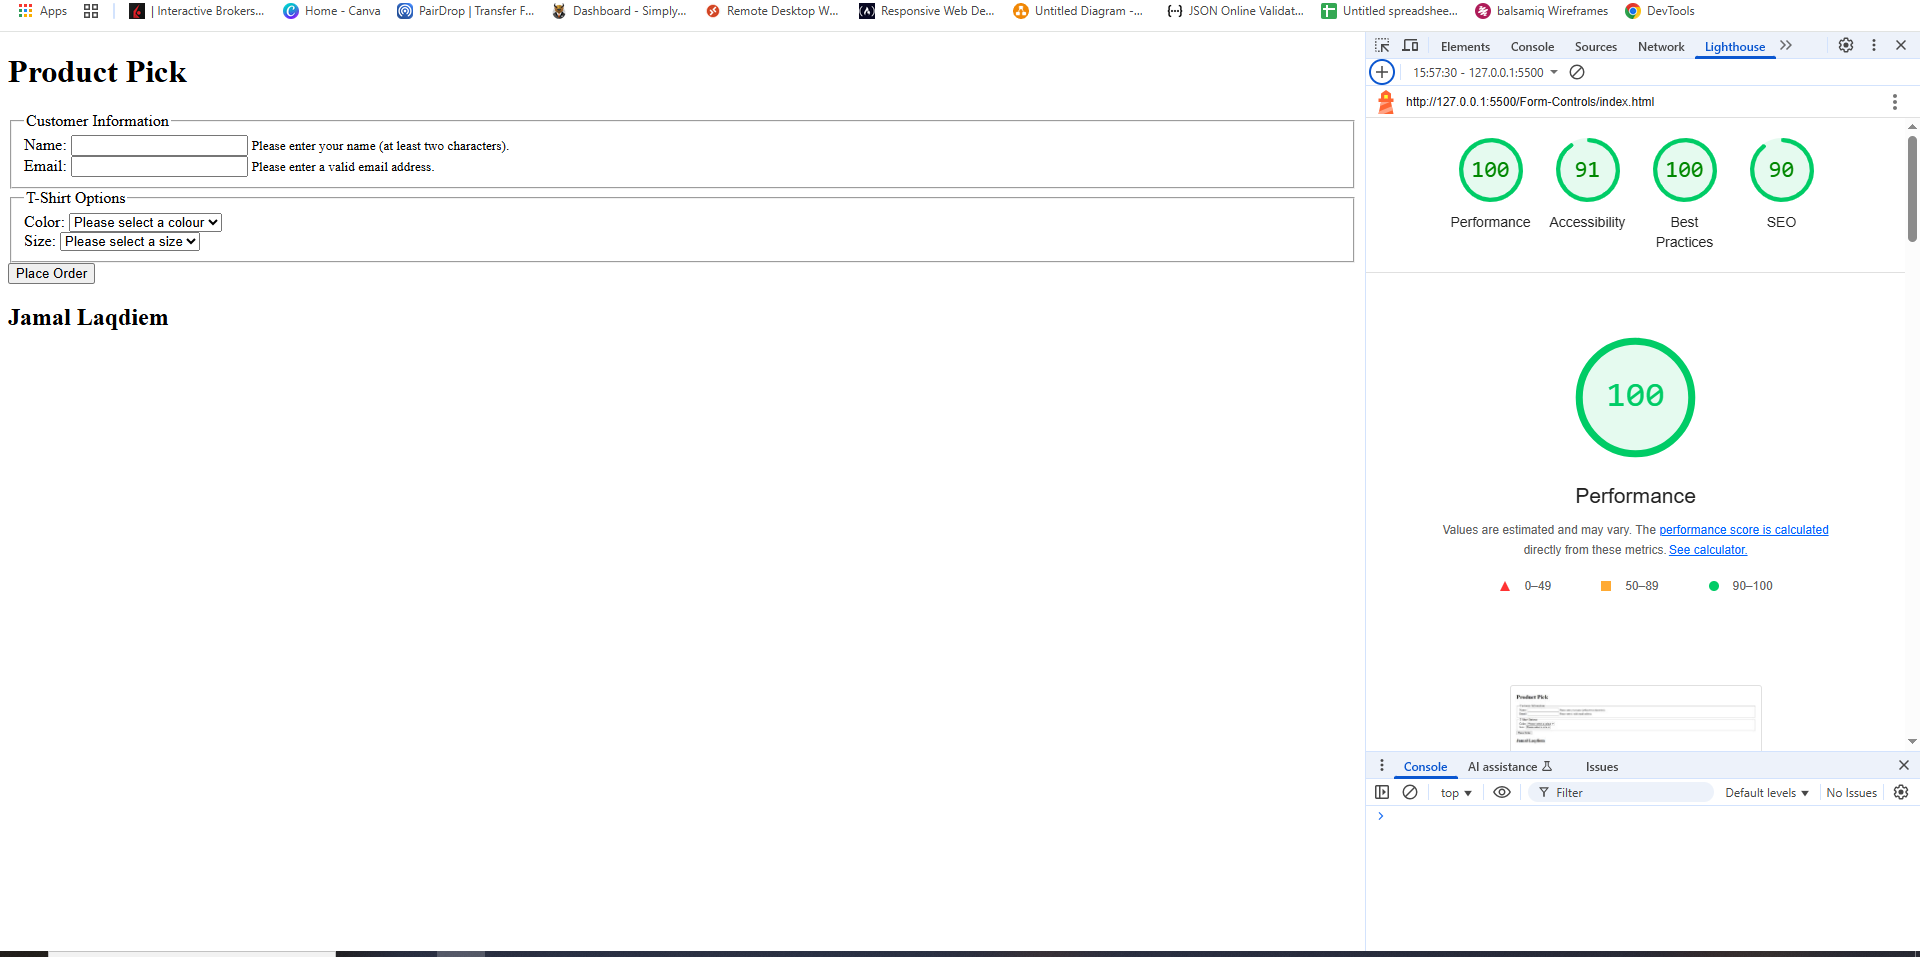 Apps | Interactive Brokers... Home - Canva PairDrop | Transfer F... Dashboard - Simply... Remote Desktop W... Responsive Web De... Untitled Diagram -... JSON Online Validat... Untitled spreadshee... balsamiq Wireframes DevTools
Product Pick
Customer Information
Name: Please enter your name (at least two characters).
Email: Please enter a valid email address.
T-Shirt Options
Color: Please select a colour
Size: Please select a size
Place Order
Jamal Laqdiem
Elements Console Sources Network Lighthouse
15:57:30 - 127.0.0.1:5500
http://127.0.0.1:5500/Form-Controls/index.html
100 91 100 90
Performance Accessibility Best Practices SEO
100
Performance
Values are estimated and may vary. The performance score is calculated
directly from these metrics. See calculator.
0–49 50–89 90–100
Product Pick
Jamal Laqdiem
Console AI assistance Issues
top Filter Default levels No Issues